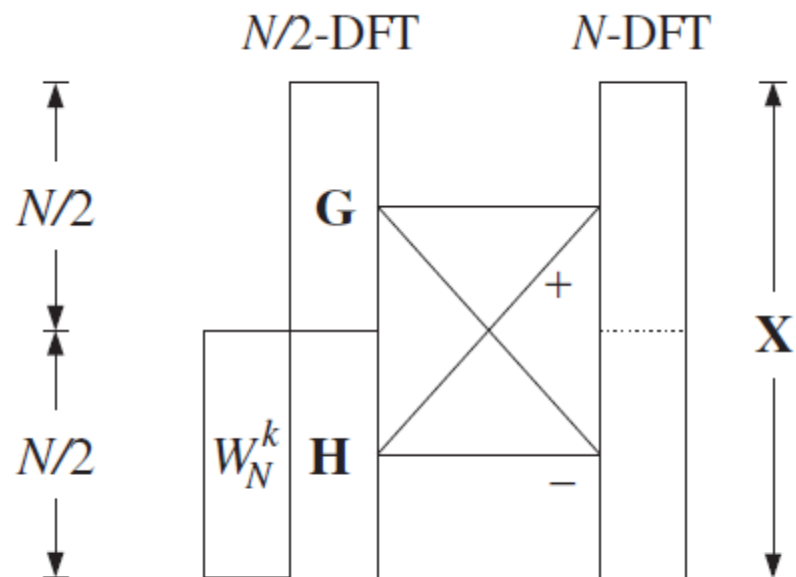 N/2-DFT N-DFT
N/2 G
+
X
N/2 W_N^k H
−